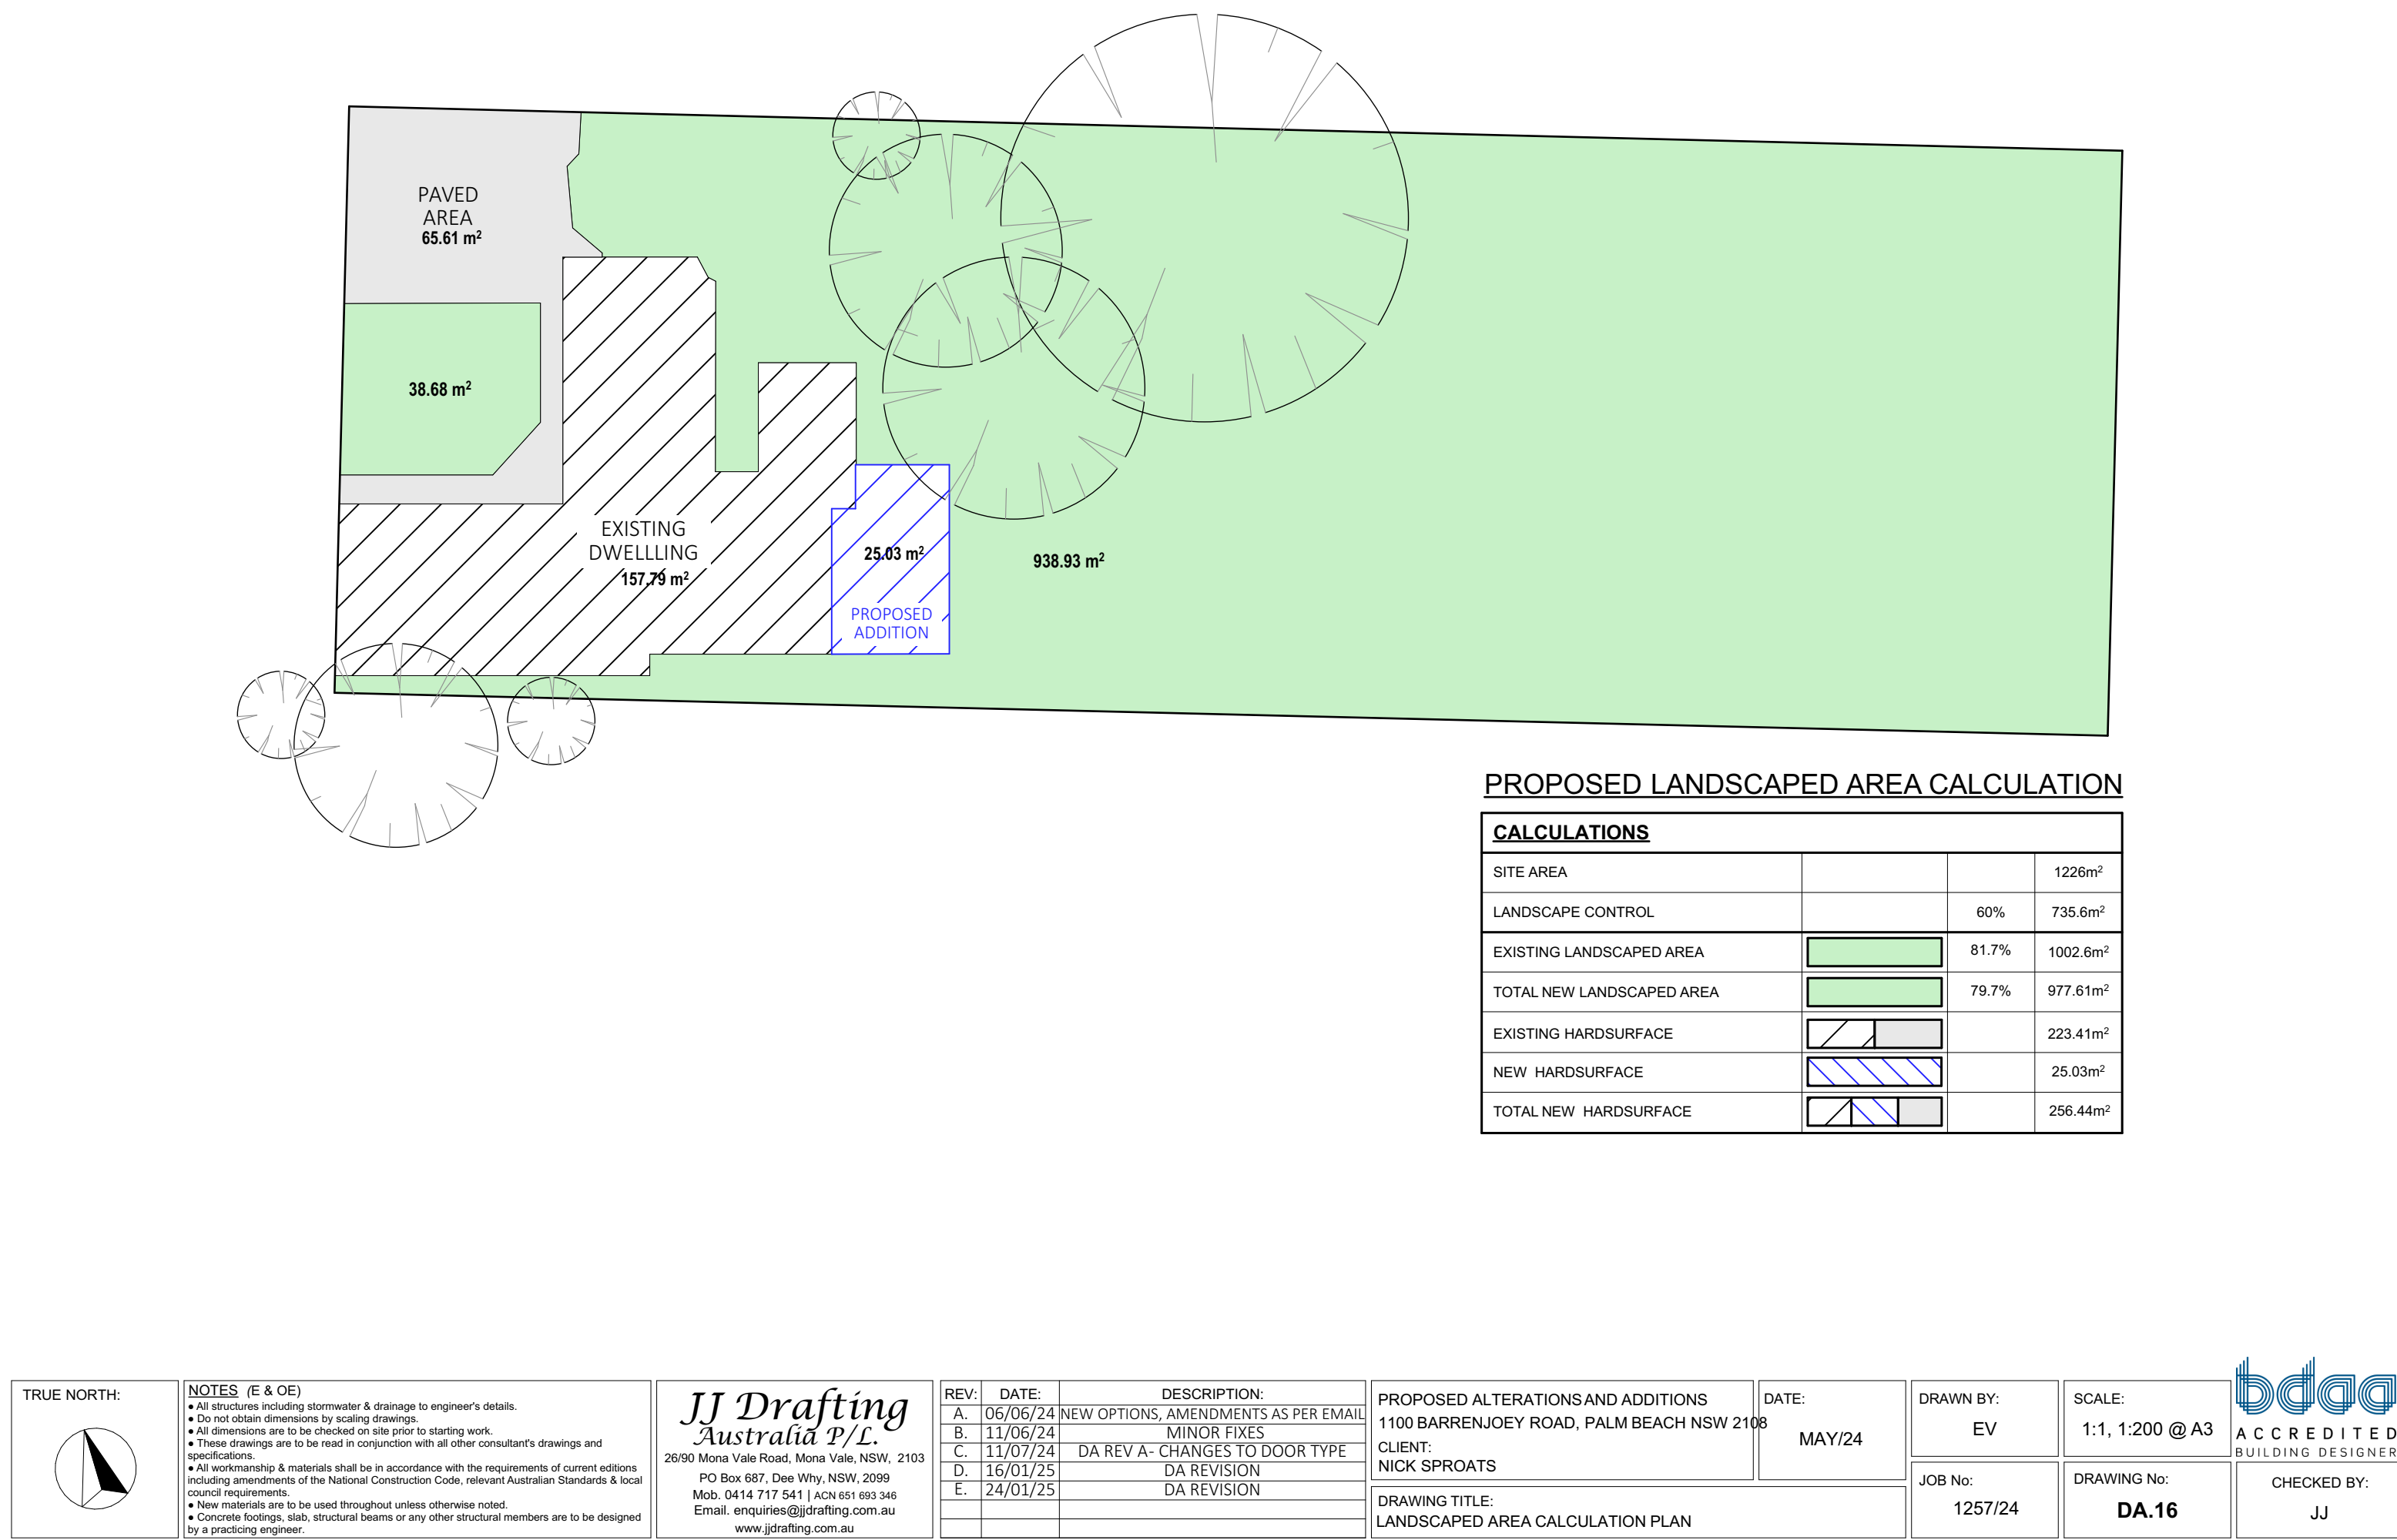 PAVED
AREA
65.61 m²
38.68 m²
EXISTING
DWELLLING
157.79 m²
25.03 m²
PROPOSED
ADDITION
938.93 m²
PROPOSED LANDSCAPED AREA CALCULATION
CALCULATIONS
SITE AREA 1226m²
LANDSCAPE CONTROL 60% 735.6m²
EXISTING LANDSCAPED AREA 81.7% 1002.6m²
TOTAL NEW LANDSCAPED AREA 79.7% 977.61m²
EXISTING HARDSURFACE 223.41m²
NEW HARDSURFACE 25.03m²
TOTAL NEW HARDSURFACE 256.44m²
TRUE NORTH:
NOTES (E & OE)
● All structures including stormwater & drainage to engineer's details.
● Do not obtain dimensions by scaling drawings.
● All dimensions are to be checked on site prior to starting work.
● These drawings are to be read in conjunction with all other consultant's drawings and
specifications.
● All workmanship & materials shall be in accordance with the requirements of current editions
including amendments of the National Construction Code, relevant Australian Standards & local
council requirements.
● New materials are to be used throughout unless otherwise noted.
● Concrete footings, slab, structural beams or any other structural members are to be designed
by a practicing engineer.
JJ Drafting
Australia P/L.
26/90 Mona Vale Road, Mona Vale, NSW, 2103
PO Box 687, Dee Why, NSW, 2099
Mob. 0414 717 541 | ACN 651 693 346
Email. enquiries@jjdrafting.com.au
www.jjdrafting.com.au
REV: DATE: DESCRIPTION:
A. 06/06/24 NEW OPTIONS, AMENDMENTS AS PER EMAIL
B. 11/06/24 MINOR FIXES
C. 11/07/24 DA REV A- CHANGES TO DOOR TYPE
D. 16/01/25 DA REVISION
E. 24/01/25 DA REVISION
PROPOSED ALTERATIONS AND ADDITIONS
1100 BARRENJOEY ROAD, PALM BEACH NSW 2108
CLIENT:
NICK SPROATS
DRAWING TITLE:
LANDSCAPED AREA CALCULATION PLAN
DATE:
MAY/24
DRAWN BY:
EV
SCALE:
1:1, 1:200 @ A3
JOB No:
1257/24
DRAWING No:
DA.16
bdaa
ACCREDITED
BUILDING DESIGNER
CHECKED BY:
JJ